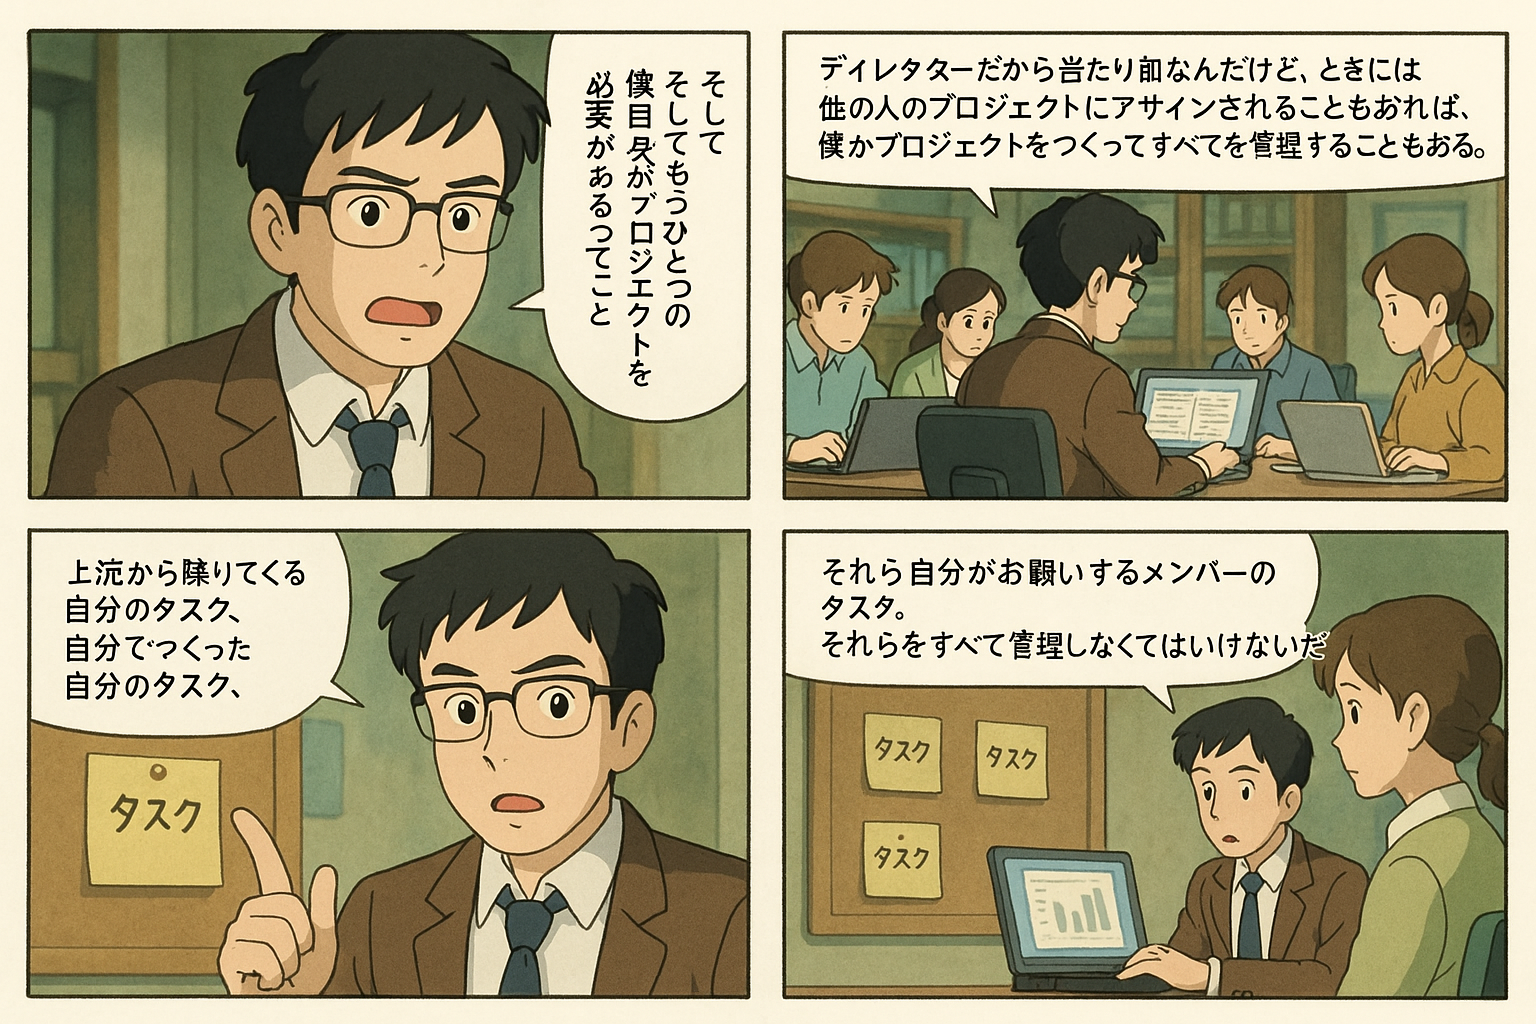 そして
そしてもうひとつの
僕自身がプロジェクトを
必要があるってこと
ディレクターだから当たり前なんだけど、ときには
他の人のプロジェクトにアサインされることもあれば、
僕がプロジェクトをつくってすべてを管理することもある。
上流から降りてくる
自分のタスク、
自分でつくった
自分のタスク、
タスク
それら自分がお願いするメンバーの
タスタ。
それらをすべて管理しなくてはいけないだ
タスク
タスク
タスク